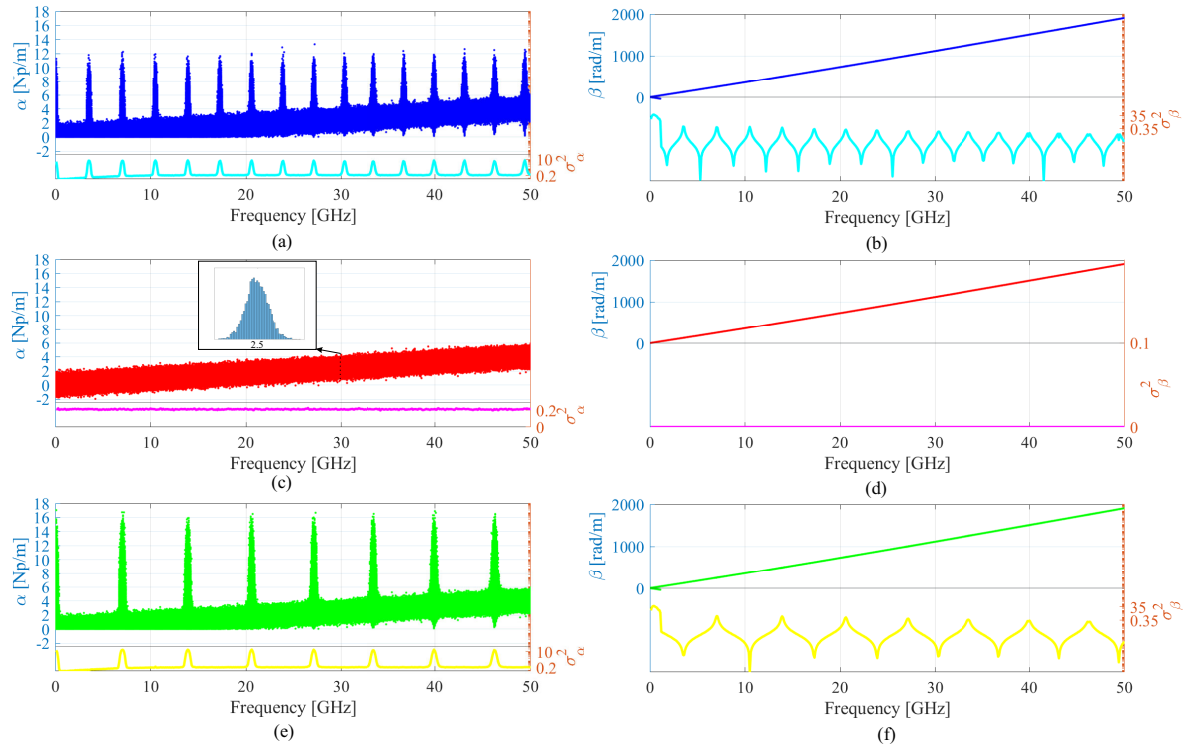 18
16
14
12
10
8
6
4
2
0
-2
α [Np/m]
10
0.2
σ²α
0 10 20 30 40 50
Frequency [GHz]
(a)
2000
1000
0
β [rad/m]
35
0.35
σ²β
0 10 20 30 40 50
Frequency [GHz]
(b)
18
16
14
12
10
8
6
4
2
0
-2
α [Np/m]
2.5
0.2
0
σ²α
0 10 20 30 40 50
Frequency [GHz]
(c)
2000
1000
0
β [rad/m]
0.1
0
σ²β
0 10 20 30 40 50
Frequency [GHz]
(d)
18
16
14
12
10
8
6
4
2
0
-2
α [Np/m]
10
0.2
σ²α
0 10 20 30 40 50
Frequency [GHz]
(e)
2000
1000
0
β [rad/m]
35
0.35
σ²β
0 10 20 30 40 50
Frequency [GHz]
(f)